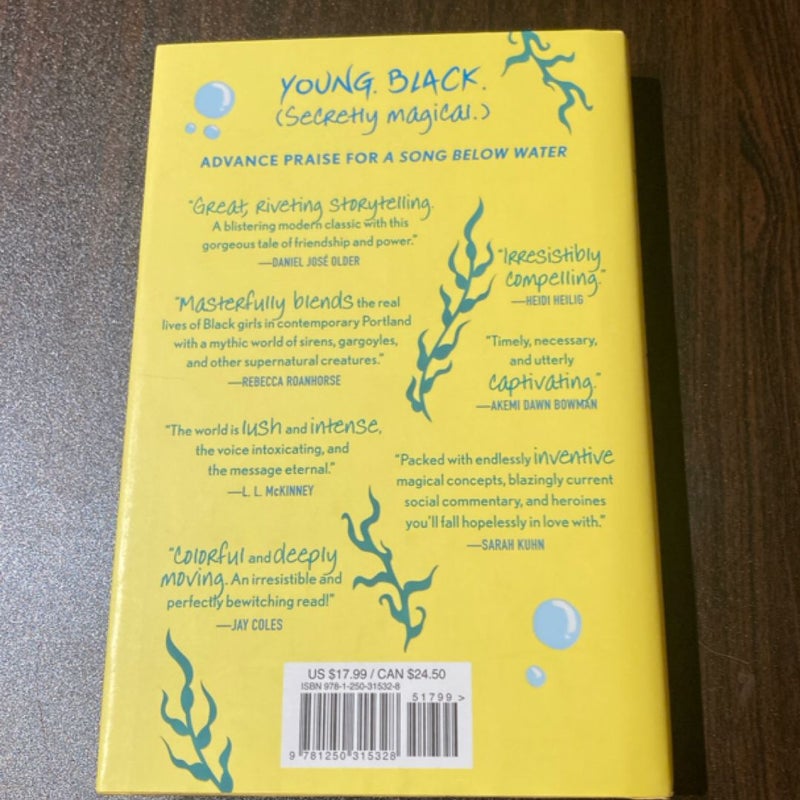 YOUNG. BLACK.
(Secretly magical.)
ADVANCE PRAISE FOR A SONG BELOW WATER
"Great, riveting storytelling.
A blistering modern classic with this
gorgeous tale of friendship and power."
—DANIEL JOSÉ OLDER
"Irresistibly
compelling."
—HEIDI HEILIG
"Masterfully blends the real
lives of Black girls in contemporary Portland
with a mythic world of sirens, gargoyles,
and other supernatural creatures."
—REBECCA ROANHORSE
"Timely, necessary,
and utterly
captivating."
—AKEMI DAWN BOWMAN
"The world is lush and intense,
the voice intoxicating, and
the message eternal."
—L. L. McKINNEY
"Packed with endlessly inventive
magical concepts, blazingly current
social commentary, and heroines
you'll fall hopelessly in love with."
—SARAH KUHN
"Colorful and deeply
moving. An irresistible and
perfectly bewitching read!"
—JAY COLES
US $17.99 / CAN $24.50
ISBN 978-1-250-31532-8
51799 >
9 781250 315328